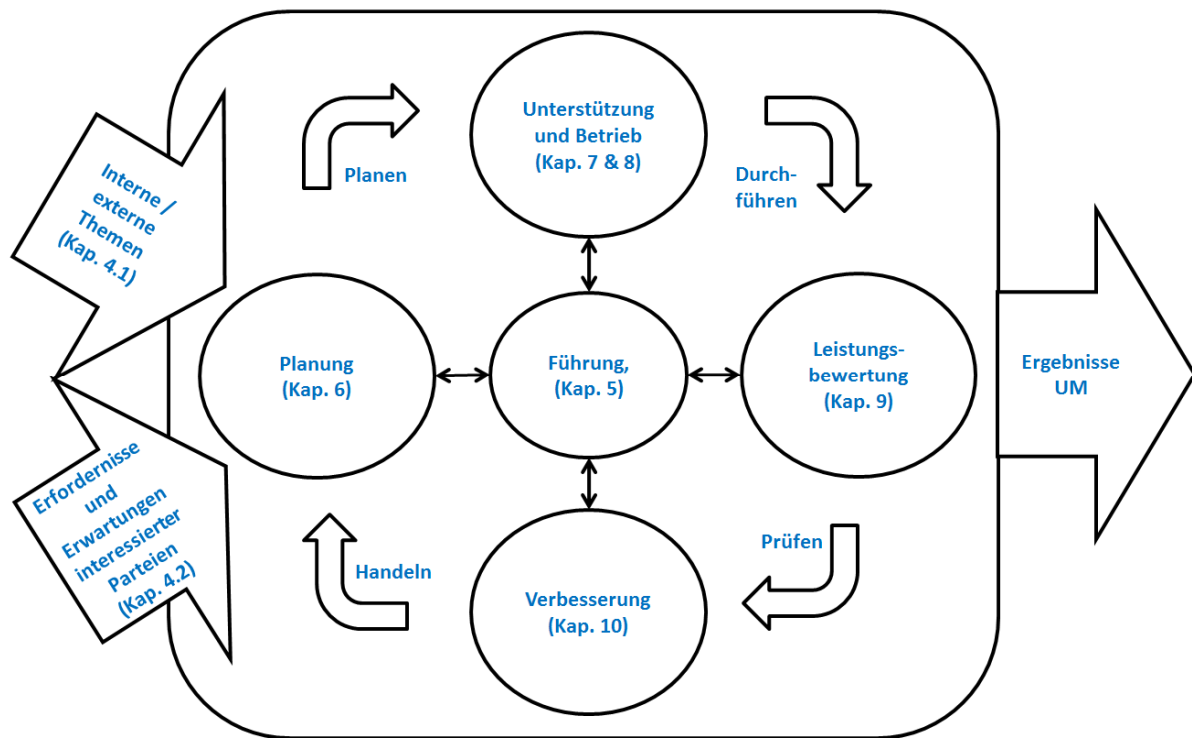 Interne /
externe
Themen
(Kap. 4.1)
Erfordernisse
und
Erwartungen
interessierter
Parteien
(Kap. 4.2)
Planen
Unterstützung
und Betrieb
(Kap. 7 & 8)
Durch-
führen
Planung
(Kap. 6)
Führung,
(Kap. 5)
Leistungs-
bewertung
(Kap. 9)
Ergebnisse
UM
Handeln
Verbesserung
(Kap. 10)
Prüfen